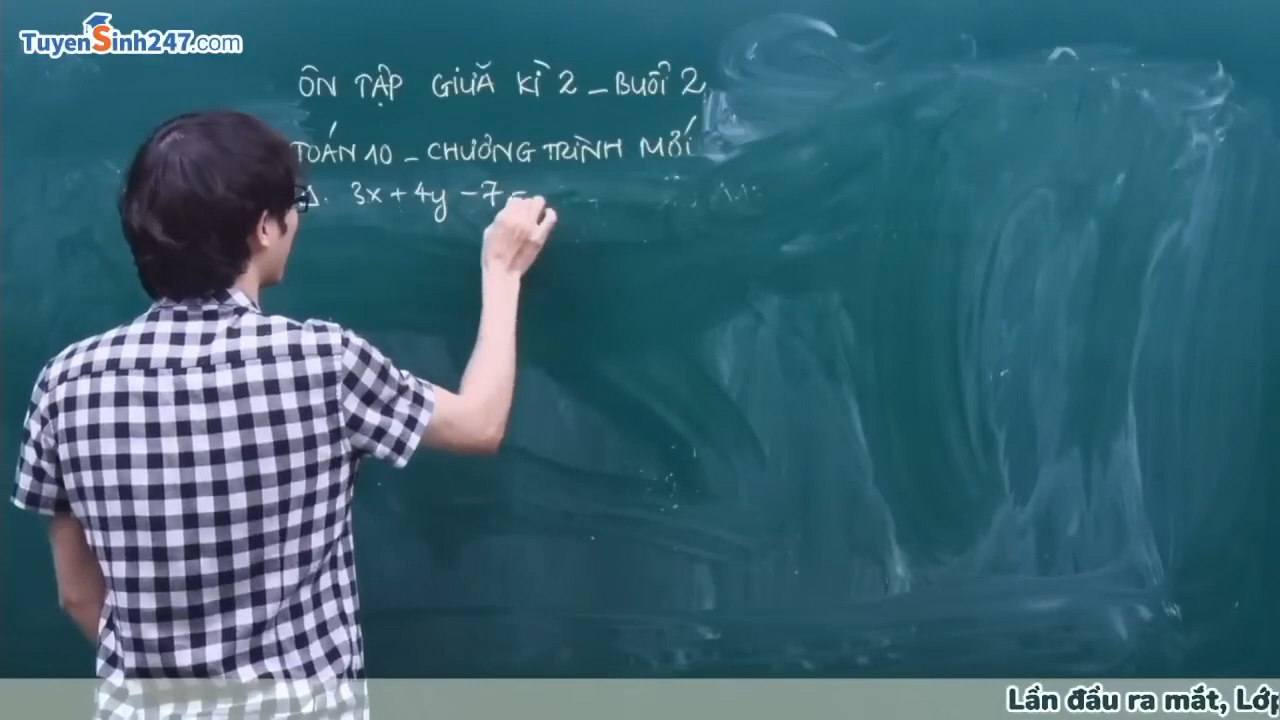 TuyenSinh247.com
ÔN TẬP GIỮA KÌ 2 - BUỔI 2
TOÁN 10 - CHƯƠNG TRÌNH MỚI
1. 3x + 4y - 7 =
Lần đầu ra mắt, Lớp